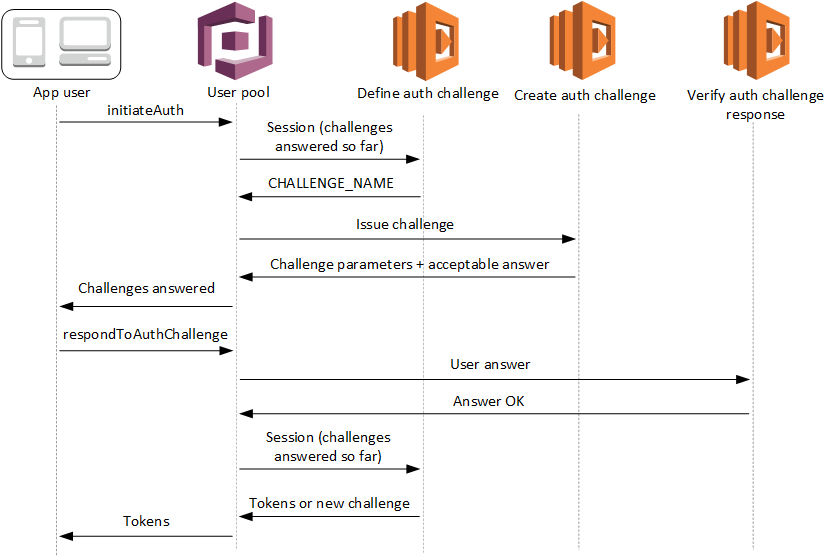 App user
User pool
Define auth challenge
Create auth challenge
Verify auth challenge
response
initiateAuth
Session (challenges
answered so far)
CHALLENGE_NAME
Issue challenge
Challenge parameters + acceptable answer
Challenges answered
respondToAuthChallenge
User answer
Answer OK
Session (challenges
answered so far)
Tokens or new challenge
Tokens